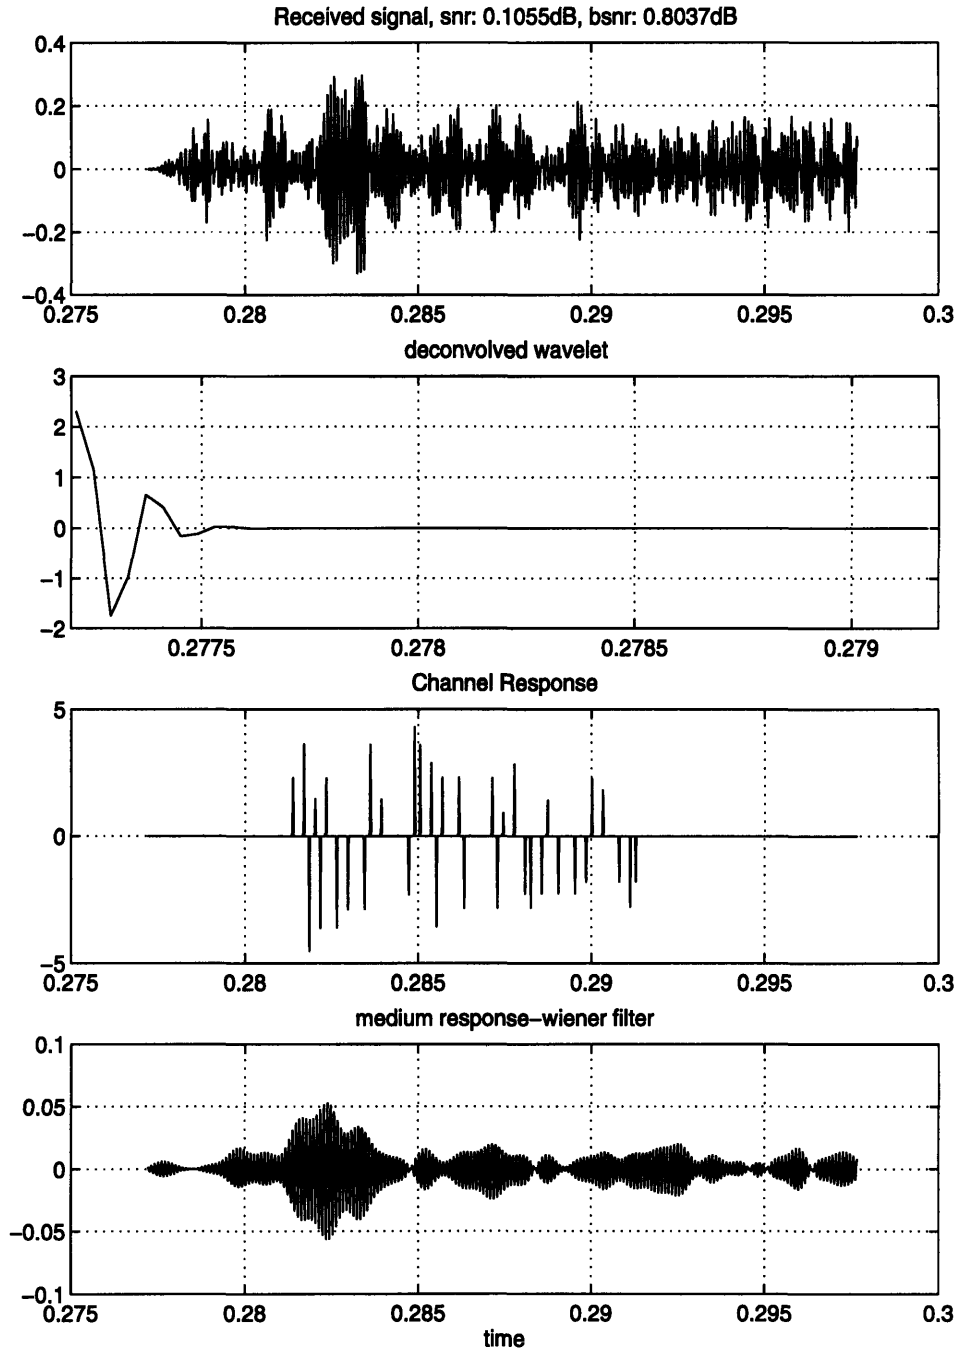 Received signal, snr: 0.1055dB, bsnr: 0.8037dB
0.4
0.2
0
−0.2
−0.4
0.275 0.28 0.285 0.29 0.295 0.3
deconvolved wavelet
3
2
1
0
−1
−2
0.2775 0.278 0.2785 0.279
Channel Response
5
0
−5
0.275 0.28 0.285 0.29 0.295 0.3
medium response−wiener filter
0.1
0.05
0
−0.05
−0.1
0.275 0.28 0.285 0.29 0.295 0.3
time